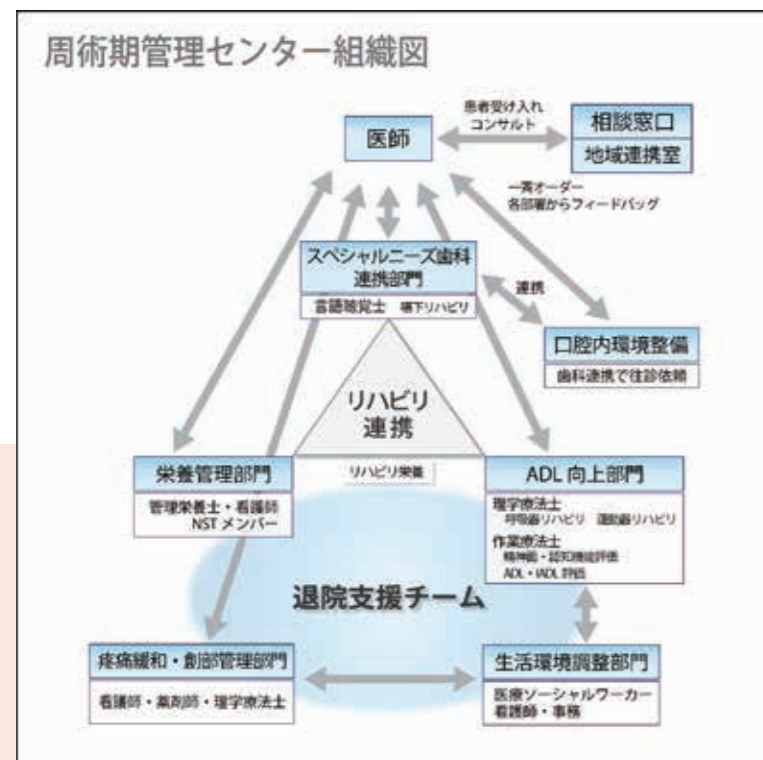 周術期管理センター組織図
患者受け入れ
コンサルト
医師
相談窓口
地域連携室
一斉オーダー
各部署からフィードバッグ
スペシャルニーズ歯科
連携部門
言語聴覚士 嚥下リハビリ
連携
口腔内環境整備
歯科連携で往診依頼
リハビリ
連携
栄養管理部門
管理栄養士・看護師
NST メンバー
リハビリ栄養
ADL 向上部門
理学療法士
呼吸器リハビリ 運動器リハビリ
作業療法士
精神面・認知機能評価
ADL・IADL 評価
退院支援チーム
疼痛緩和・創部管理部門
看護師・薬剤師・理学療法士
生活環境調整部門
医療ソーシャルワーカー
看護師・事務